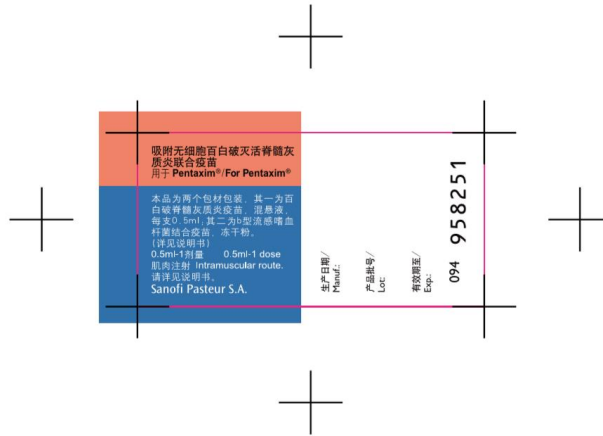 吸附无细胞百白破灭活脊髓灰
质炎联合疫苗
用于 Pentaxim®/For Pentaxim®
本品为两个包材包装，其一为百
白破脊髓灰质炎疫苗，混悬液，
每支0.5ml,其二为b型流感嗜血
杆菌结合疫苗，冻干粉。
(详见说明书)
0.5ml-1剂量 0.5ml-1 dose
肌肉注射 Intramuscular route.
请详见说明书。
Sanofi Pasteur S.A.
生产日期/
Manuf.:
产品批号/
Lot:
有效期至/
Exp.:
094 958251